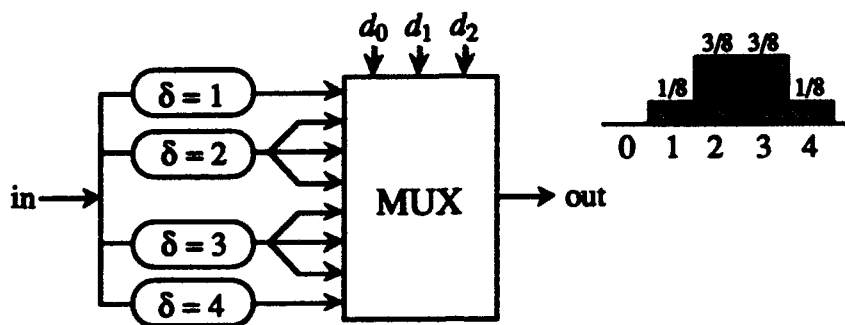 d₀ d₁ d₂
δ = 1
δ = 2
in
MUX
out
δ = 3
δ = 4
3/8 3/8
1/8 1/8
0 1 2 3 4